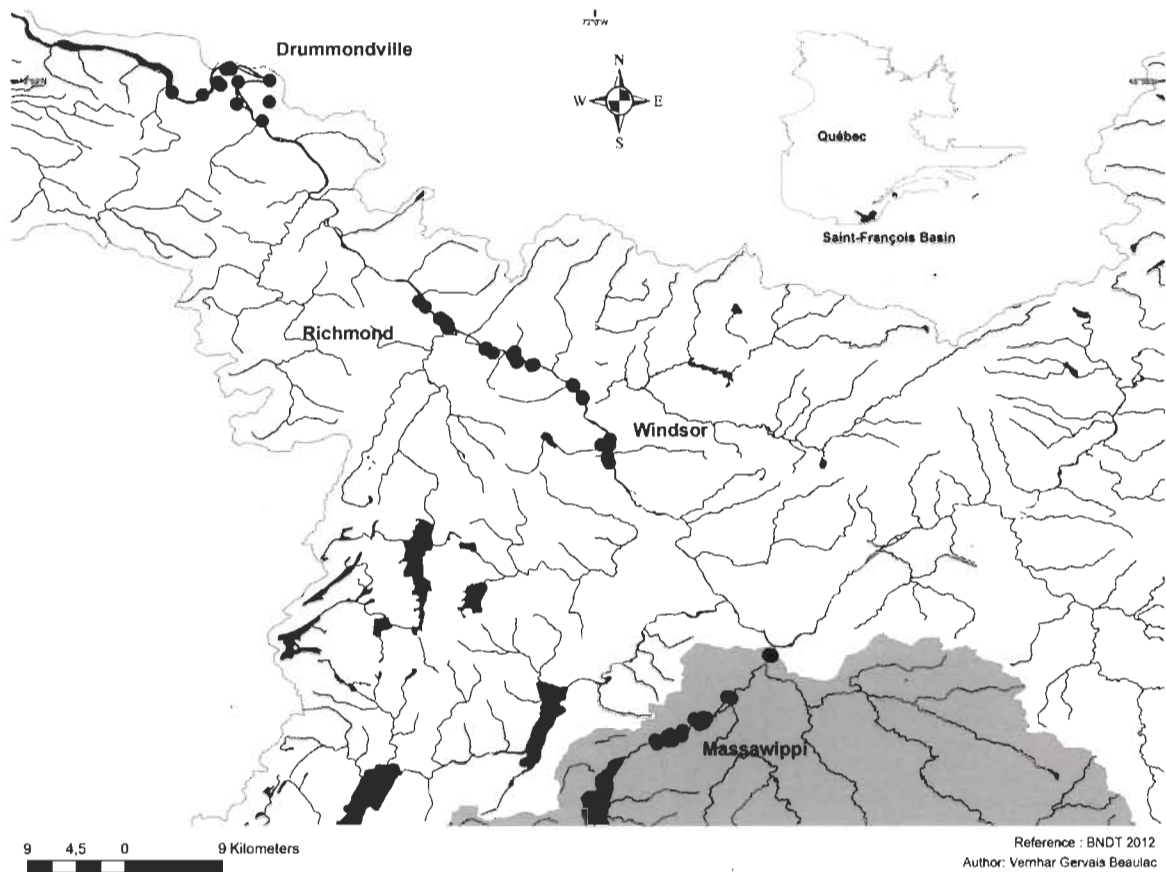 Drummondville
N
W
E
S
Québec
Saint-François Basin
Richmond
Windsor
Massawippi
9 4,5 0 9 Kilometers
Reference : BNDT 2012
Author: Vernhar Gervais Beaulac